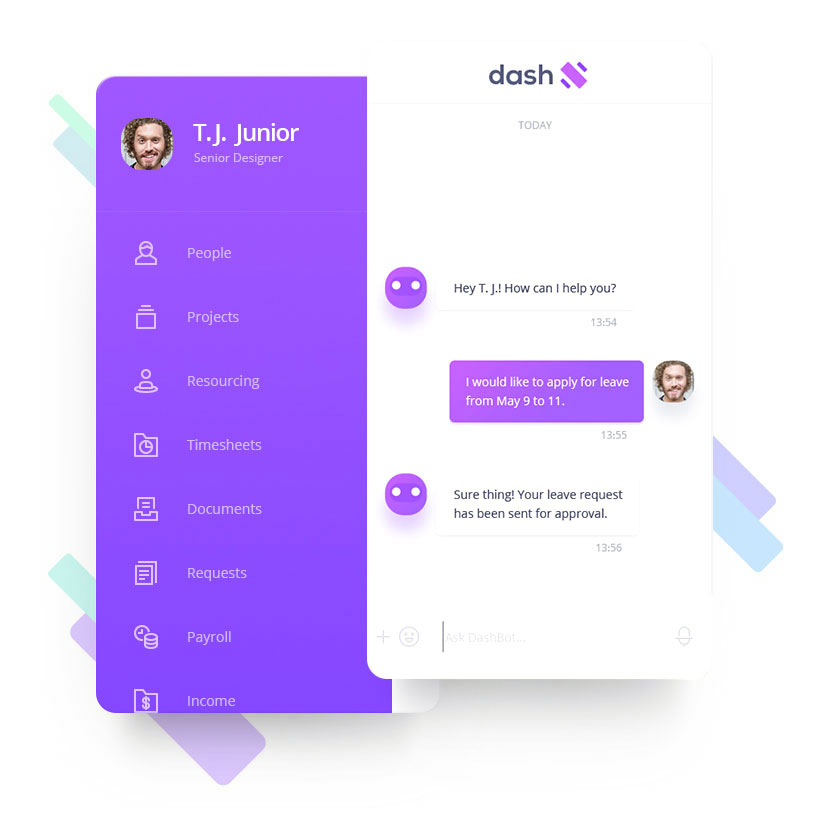 T.J. Junior
Senior Designer
People
Projects
Resourcing
Timesheets
Documents
Requests
Payroll
Income
dash
TODAY
Hey T. J.! How can I help you?
13:54
I would like to apply for leave
from May 9 to 11.
13:55
Sure thing! Your leave request
has been sent for approval.
13:56
Ask DashBot...